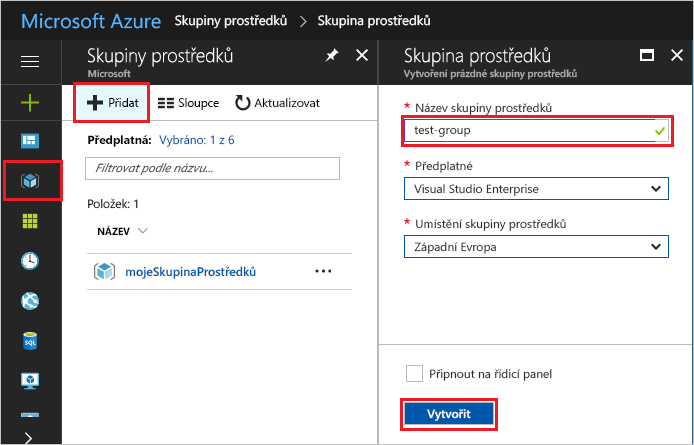 Microsoft Azure Skupiny prostředků > Skupina prostředků
Skupiny prostředků
Microsoft
Přidat Sloupce Aktualizovat
Předplatná: Vybráno: 1 z 6
Filtrovat podle názvu...
Položek: 1
NÁZEV
mojeSkupinaProstředků
Skupina prostředků
Vytvoření prázdné skupiny prostředků
* Název skupiny prostředků
test-group
* Předplatné
Visual Studio Enterprise
* Umístění skupiny prostředků
Západní Evropa
Připnout na řídicí panel
Vytvořit
SQL